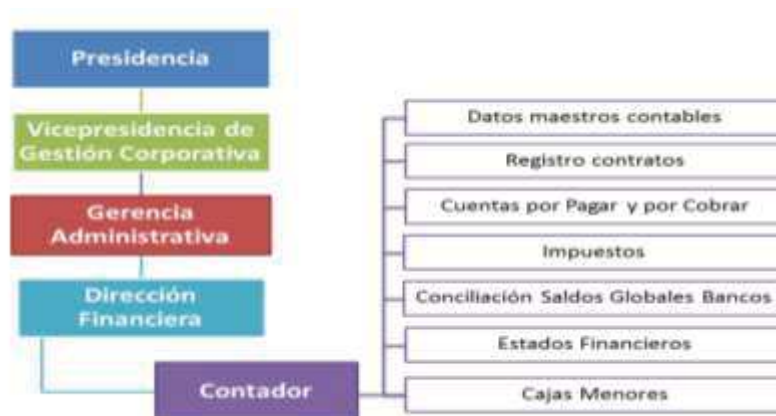 Presidencia
Vicepresidencia de
Gestión Corporativa
Gerencia
Administrativa
Dirección
Financiera
Contador
Datos maestros contables
Registro contratos
Cuentas por Pagar y por Cobrar
Impuestos
Conciliación Saldos Globales Bancos
Estados Financieros
Cajas Menores